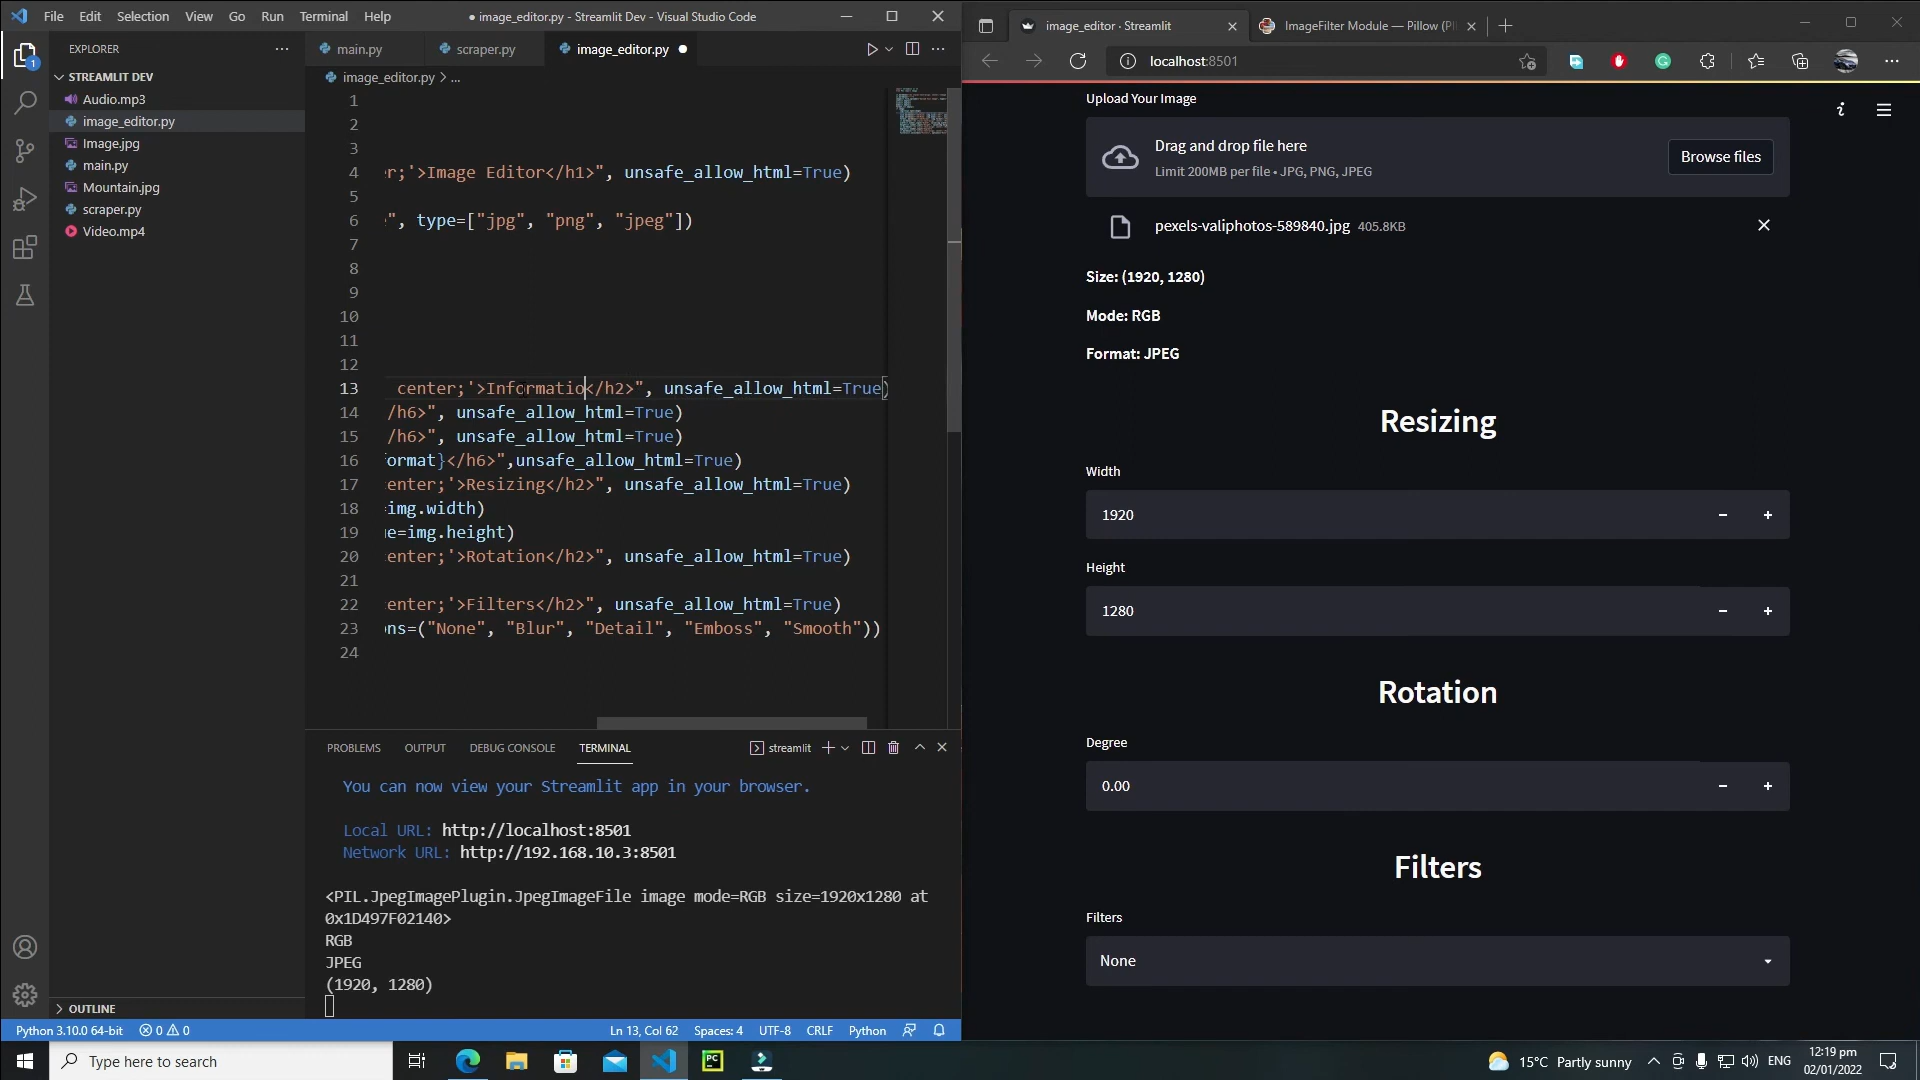 File Edit Selection View Go Run Terminal Help
● image_editor.py - Streamlit Dev - Visual Studio Code
EXPLORER
STREAMLIT DEV
Audio.mp3
image_editor.py
Image.jpg
main.py
Mountain.jpg
scraper.py
Video.mp4
OUTLINE
1
main.py
scraper.py
image_editor.py ●
image_editor.py > ...
1
2
3
4 er;'>Image Editor</h1>", unsafe_allow_html=True)
5
6 ", type=["jpg", "png", "jpeg"])
7
8
9
10
11
12
13 center;'>Informatio</h2>", unsafe_allow_html=True)
14 /h6>", unsafe_allow_html=True)
15 /h6>", unsafe_allow_html=True)
16 ormat}</h6>",unsafe_allow_html=True)
17 enter;'>Resizing</h2>", unsafe_allow_html=True)
18 =img.width)
19 e=img.height)
20 enter;'>Rotation</h2>", unsafe_allow_html=True)
21
22 enter;'>Filters</h2>", unsafe_allow_html=True)
23 ons=("None", "Blur", "Detail", "Emboss", "Smooth"))
24
PROBLEMS OUTPUT DEBUG CONSOLE TERMINAL
streamlit
You can now view your Streamlit app in your browser.
Local URL: http://localhost:8501
Network URL: http://192.168.10.3:8501
<PIL.JpegImagePlugin.JpegImageFile image mode=RGB size=1920x1280 at
0x1D497F02140>
RGB
JPEG
(1920, 1280)
Python 3.10.0 64-bit 0 0 Ln 13, Col 62 Spaces: 4 UTF-8 CRLF Python
image_editor · Streamlit
ImageFilter Module — Pillow (PI
localhost:8501
Upload Your Image
Drag and drop file here
Limit 200MB per file • JPG, PNG, JPEG
Browse files
pexels-valiphotos-589840.jpg 405.8KB
Size: (1920, 1280)
Mode: RGB
Format: JPEG
Resizing
Width
1920
Height
1280
Rotation
Degree
0.00
Filters
Filters
None
Type here to search
PC
15°C Partly sunny
ENG
12:19 pm
02/01/2022